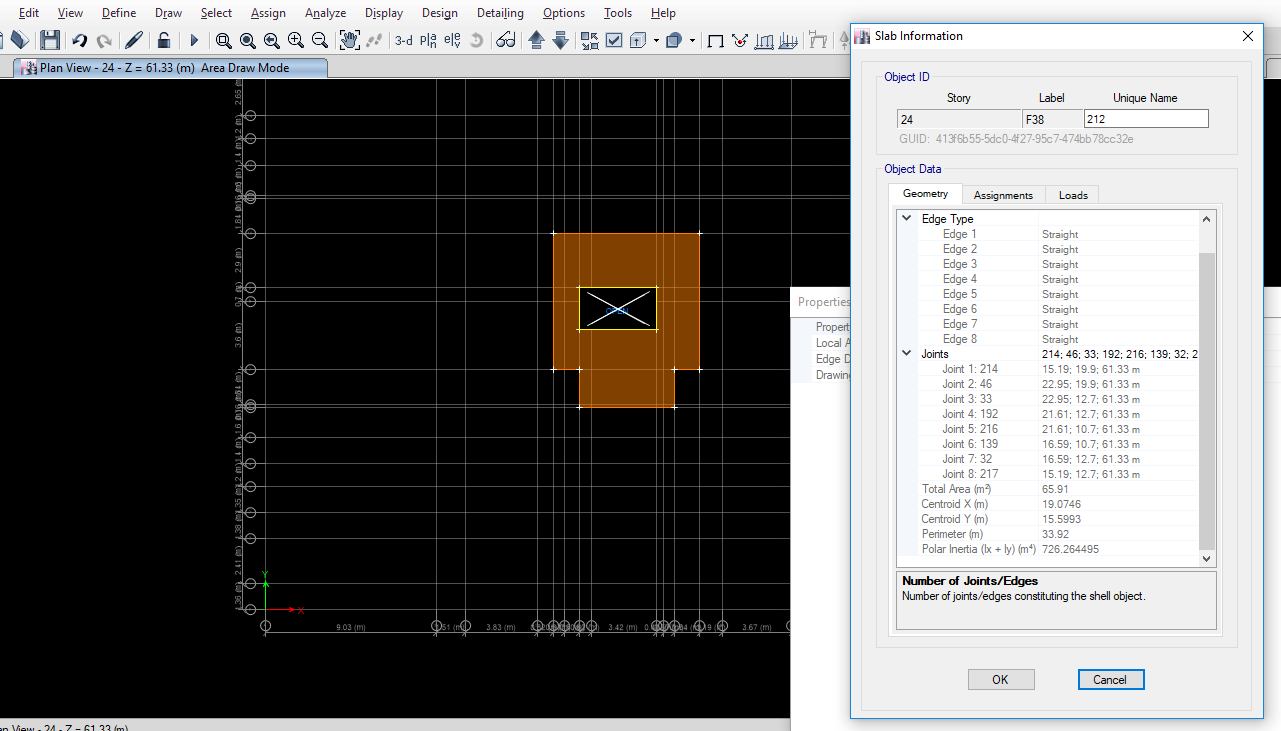 Edit View Define Draw Select Assign Analyze Display Design Detailing Options Tools Help
3-d
Plan View - 24 - Z = 61.33 (m) Area Draw Mode
OPEN
Y
X
9.03 (m) 3.83 (m) 3.42 (m) 3.67 (m)
2.65 (m)
2.9 (m)
3.6 (m)
2.41 (m)
Properties
Local A
Edge D
Drawing
Slab Information
Object ID
Story Label Unique Name
24 F38 212
GUID: 413f6b55-5dc0-4f27-95c7-474bb78cc32e
Object Data
Geometry Assignments Loads
Edge Type
Edge 1 Straight
Edge 2 Straight
Edge 3 Straight
Edge 4 Straight
Edge 5 Straight
Edge 6 Straight
Edge 7 Straight
Edge 8 Straight
Joints 214; 46; 33; 192; 216; 139; 32; 2
Joint 1: 214 15.19; 19.9; 61.33 m
Joint 2: 46 22.95; 19.9; 61.33 m
Joint 3: 33 22.95; 12.7; 61.33 m
Joint 4: 192 21.61; 12.7; 61.33 m
Joint 5: 216 21.61; 10.7; 61.33 m
Joint 6: 139 16.59; 10.7; 61.33 m
Joint 7: 32 16.59; 12.7; 61.33 m
Joint 8: 217 15.19; 12.7; 61.33 m
Total Area (m²) 65.91
Centroid X (m) 19.0746
Centroid Y (m) 15.5993
Perimeter (m) 33.92
Polar Inertia (Ix + Iy) (m⁴) 726.264495
Number of Joints/Edges
Number of joints/edges constituting the shell object.
OK Cancel
an View - 24 - Z = 61.33 (m)